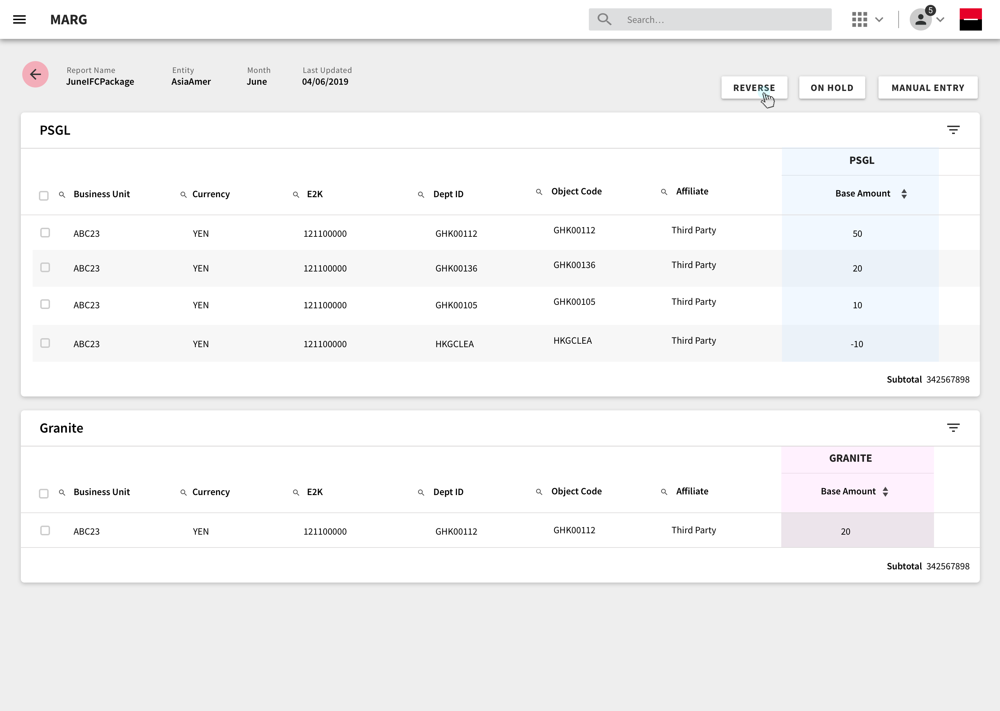 MARG Search... 5
Report Name Entity Month Last Updated
JuneIFCPackage AsiaAmer June 04/06/2019
REVERSE ON HOLD MANUAL ENTRY
PSGL
PSGL
Business Unit Currency E2K Dept ID Object Code Affiliate Base Amount
ABC23 YEN 121100000 GHK00112 GHK00112 Third Party 50
ABC23 YEN 121100000 GHK00136 GHK00136 Third Party 20
ABC23 YEN 121100000 GHK00105 GHK00105 Third Party 10
ABC23 YEN 121100000 HKGCLEA HKGCLEA Third Party -10
Subtotal 342567898
Granite
GRANITE
Business Unit Currency E2K Dept ID Object Code Affiliate Base Amount
ABC23 YEN 121100000 GHK00112 GHK00112 Third Party 20
Subtotal 342567898